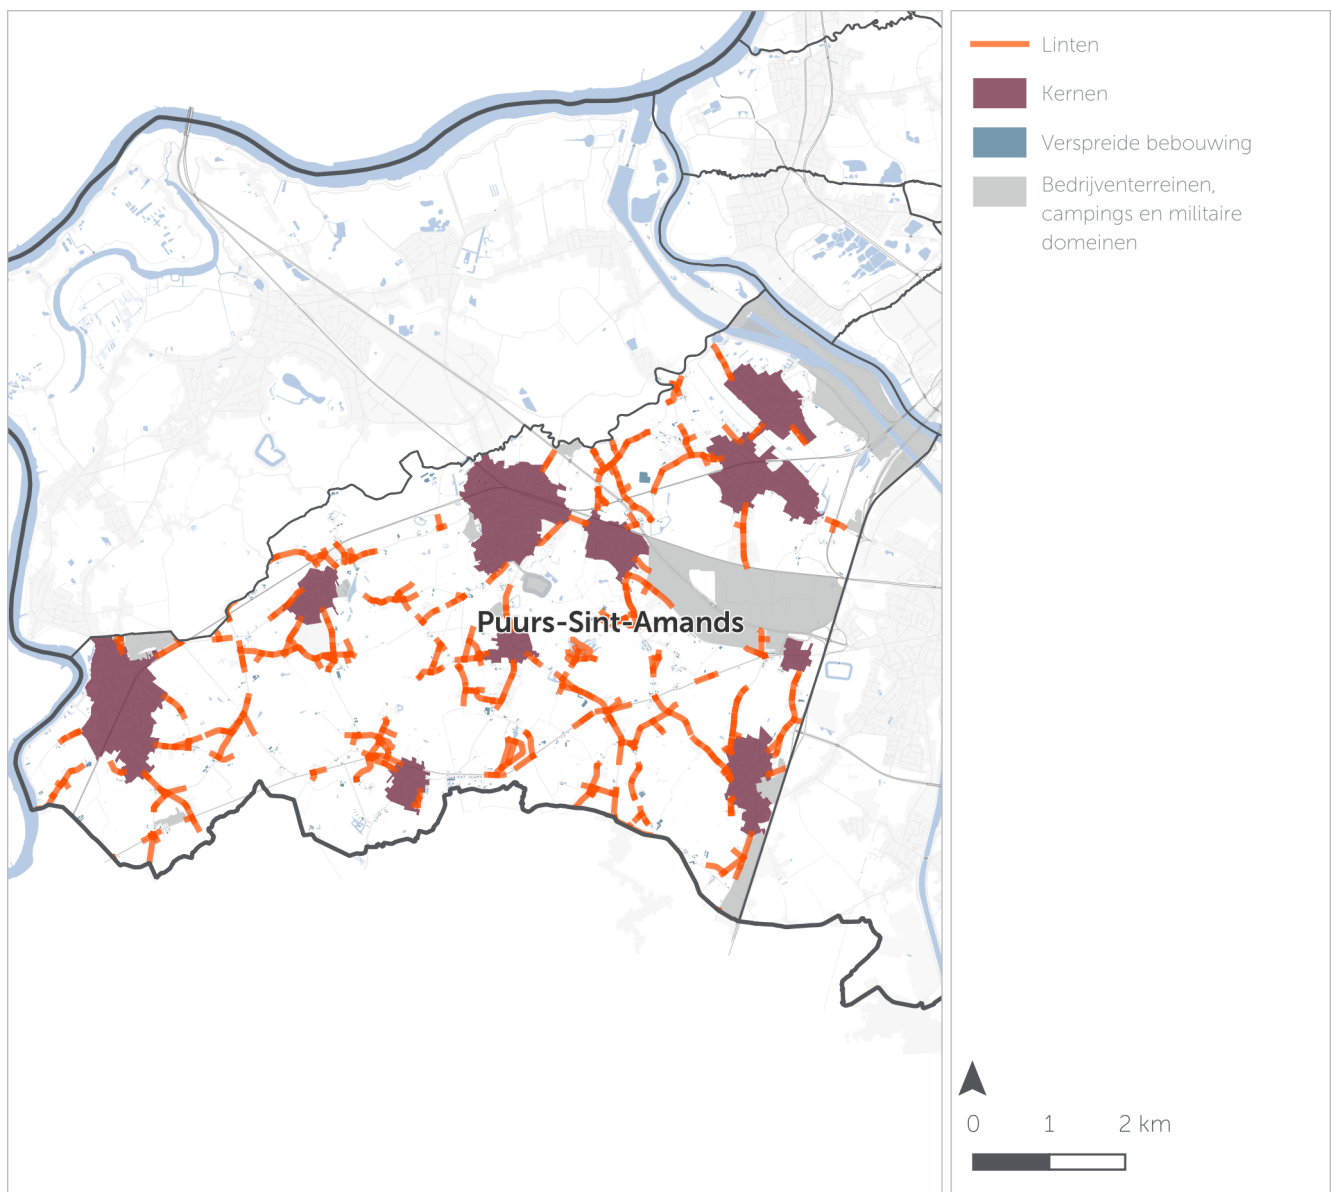 Linten
Kernen
Verspreide bebouwing
Bedrijventerreinen,
campings en militaire
domeinen
Puurs-Sint-Amands
0 1 2 km